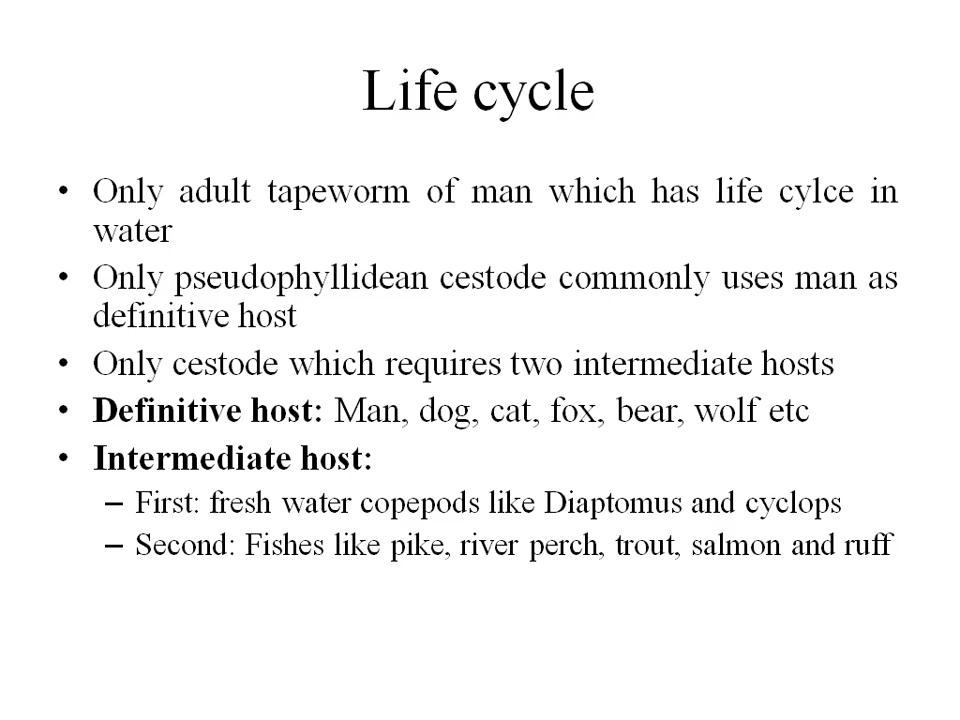 Life cycle
• Only adult tapeworm of man which has life cylce in
water
• Only pseudophyllidean cestode commonly uses man as
definitive host
• Only cestode which requires two intermediate hosts
• Definitive host: Man, dog, cat, fox, bear, wolf etc
• Intermediate host:
– First: fresh water copepods like Diaptomus and cyclops
– Second: Fishes like pike, river perch, trout, salmon and ruff